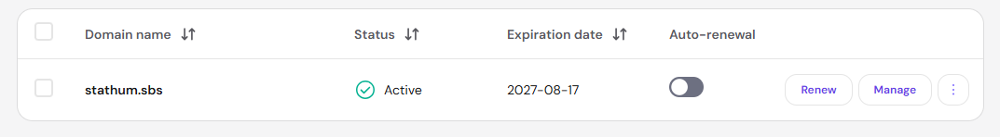 Domain name Status Expiration date Auto-renewal
stathum.sbs Active 2027-08-17 Renew Manage